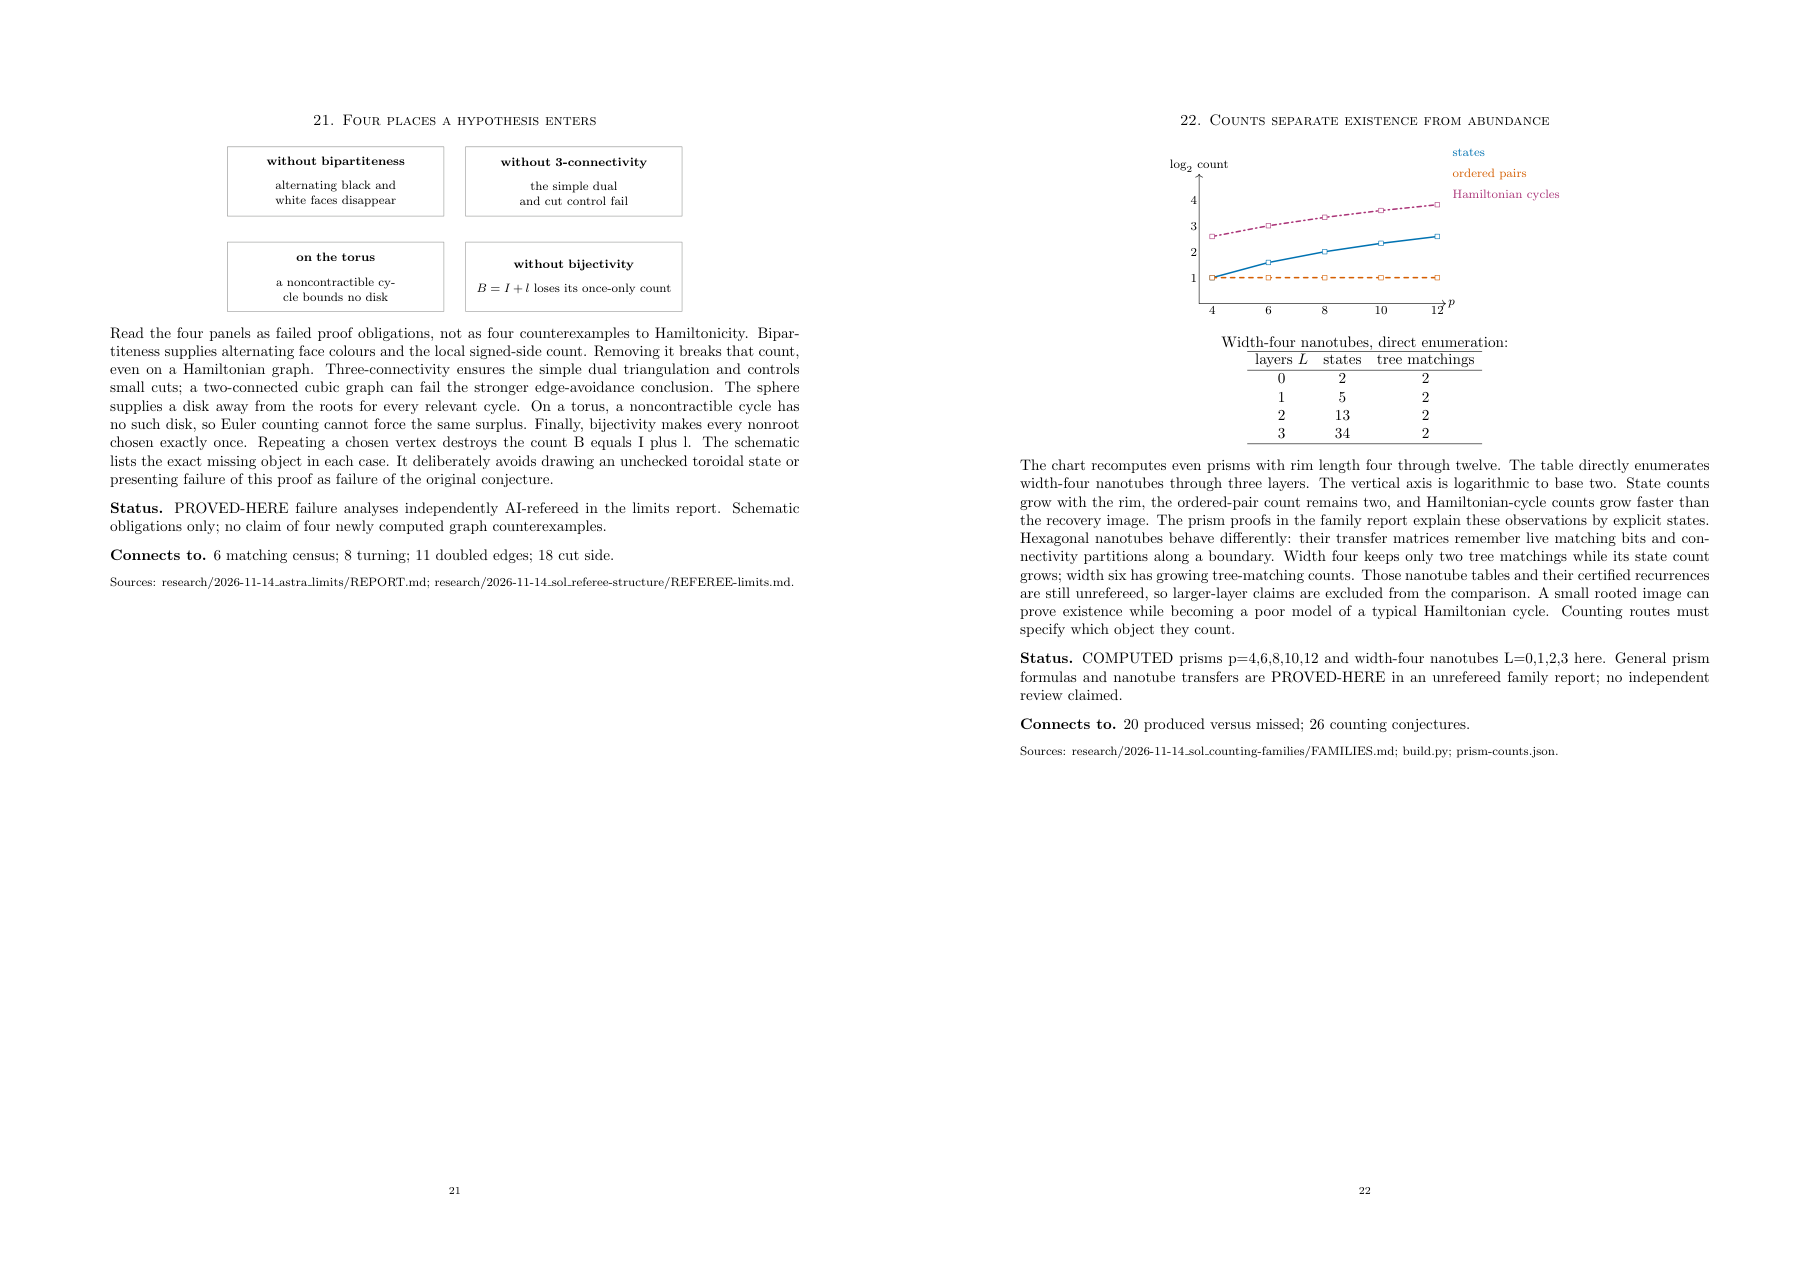 21. Four places a hypothesis enters
without bipartiteness
alternating black and
white faces disappear
without 3-connectivity
the simple dual
and cut control fail
on the torus
a noncontractible cy-
cle bounds no disk
without bijectivity
B = I + l loses its once-only count
Read the four panels as failed proof obligations, not as four counterexamples to Hamiltonicity. Bipar-
titeness supplies alternating face colours and the local signed-side count. Removing it breaks that count,
even on a Hamiltonian graph. Three-connectivity ensures the simple dual triangulation and controls
small cuts; a two-connected cubic graph can fail the stronger edge-avoidance conclusion. The sphere
supplies a disk away from the roots for every relevant cycle. On a torus, a noncontractible cycle has
no such disk, so Euler counting cannot force the same surplus. Finally, bijectivity makes every nonroot
chosen exactly once. Repeating a chosen vertex destroys the count B equals I plus l. The schematic
lists the exact missing object in each case. It deliberately avoids drawing an unchecked toroidal state or
presenting failure of this proof as failure of the original conjecture.
Status. PROVED-HERE failure analyses independently AI-refereed in the limits report. Schematic
obligations only; no claim of four newly computed graph counterexamples.
Connects to. 6 matching census; 8 turning; 11 doubled edges; 18 cut side.
Sources: research/2026-11-14_astra_limits/REPORT.md; research/2026-11-14_sol_referee-structure/REFEREE-limits.md.
21
22. Counts separate existence from abundance
states
ordered pairs
Hamiltonian cycles
log2 count
4
3
2
1
4 6 8 10 12 p
Width-four nanotubes, direct enumeration:
layers L states tree matchings
0 2 2
1 5 2
2 13 2
3 34 2
The chart recomputes even prisms with rim length four through twelve. The table directly enumerates
width-four nanotubes through three layers. The vertical axis is logarithmic to base two. State counts
grow with the rim, the ordered-pair count remains two, and Hamiltonian-cycle counts grow faster than
the recovery image. The prism proofs in the family report explain these observations by explicit states.
Hexagonal nanotubes behave differently: their transfer matrices remember live matching bits and con-
nectivity partitions along a boundary. Width four keeps only two tree matchings while its state count
grows; width six has growing tree-matching counts. Those nanotube tables and their certified recurrences
are still unrefereed, so larger-layer claims are excluded from the comparison. A small rooted image can
prove existence while becoming a poor model of a typical Hamiltonian cycle. Counting routes must
specify which object they count.
Status. COMPUTED prisms p=4,6,8,10,12 and width-four nanotubes L=0,1,2,3 here. General prism
formulas and nanotube transfers are PROVED-HERE in an unrefereed family report; no independent
review claimed.
Connects to. 20 produced versus missed; 26 counting conjectures.
Sources: research/2026-11-14_sol_counting-families/FAMILIES.md; build.py; prism-counts.json.
22